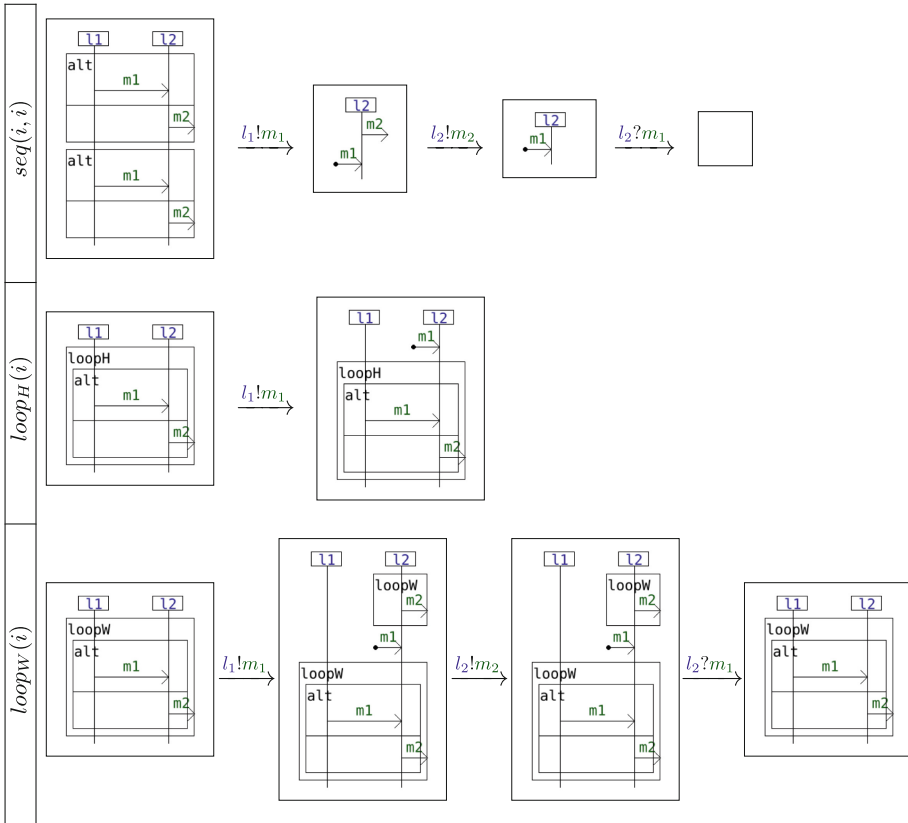 seq(i, i)
l1 l2
alt
m1
m2
alt
m1
m2
l₁!m₁
l2
m2
m1
l₂!m₂
l2
m1
l₂?m₁
loop_H(i)
l1 l2
loopH
alt
m1
m2
l₁!m₁
l1 l2
m1
loopH
alt
m1
m2
loop_W(i)
l1 l2
loopW
alt
m1
m2
l₁!m₁
l1 l2
loopW
m2
m1
loopW
alt
m1
m2
l₂!m₂
l1 l2
loopW
m2
m1
loopW
alt
m1
m2
l₂?m₁
l1 l2
loopW
alt
m1
m2